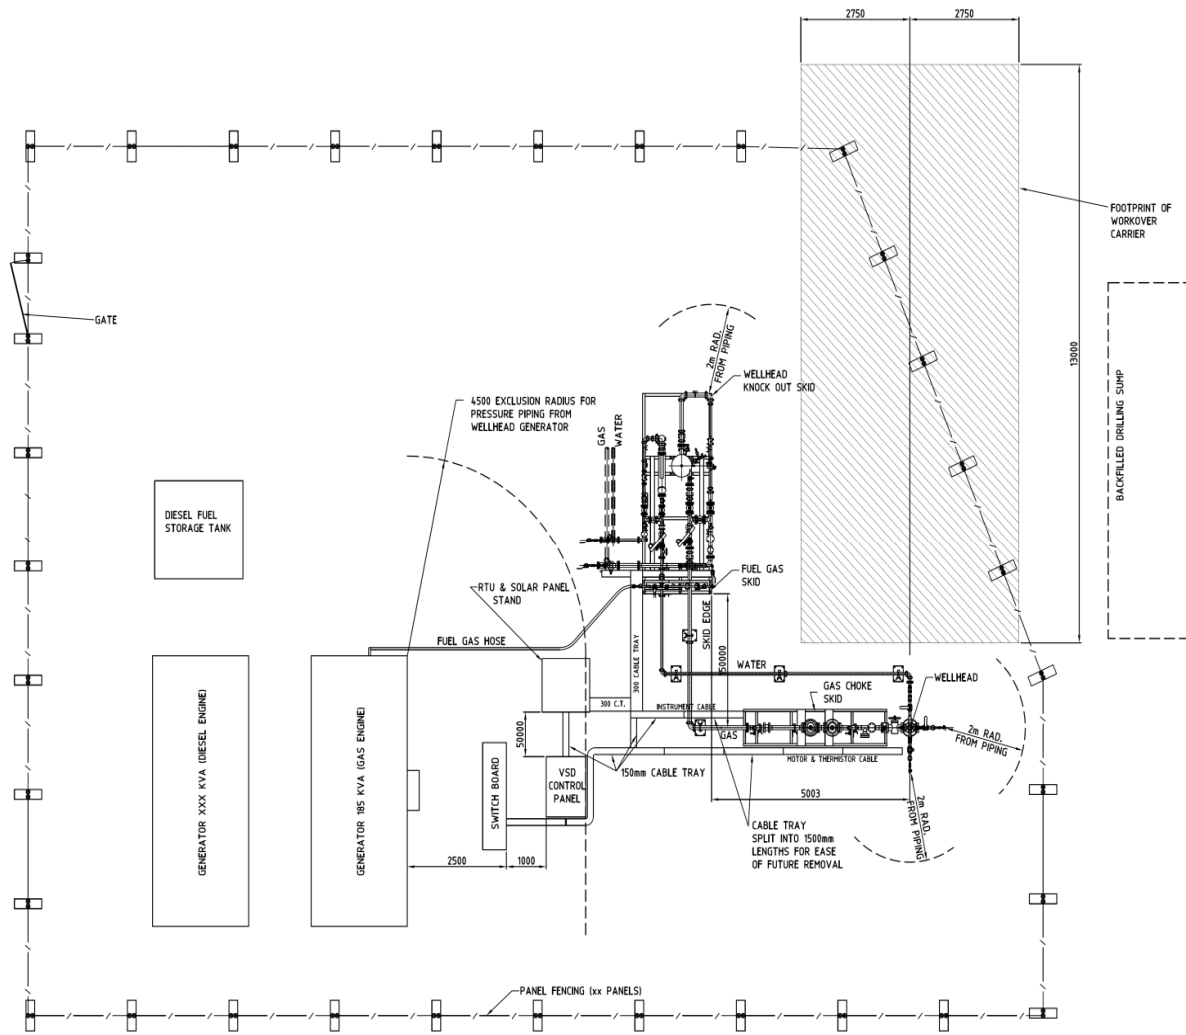 2750
2750
FOOTPRINT OF
WORKOVER
CARRIER
13000
BACKFILLED DRILLING SUMP
GATE
2m RAD.
FROM PIPING
WELLHEAD
KNOCK OUT SKID
4500 EXCLUSION RADIUS FOR
PRESSURE PIPING FROM
WELLHEAD GENERATOR
GAS
WATER
DIESEL FUEL
STORAGE TANK
RTU & SOLAR PANEL
STAND
FUEL GAS
SKID
FUEL GAS HOSE
300 CABLE TRAY
SKID EDGE
150000
WATER
WELLHEAD
GAS CHOKE
SKID
300 C.T.
INSTRUMENT CABLE
GAS
2m RAD.
FROM PIPING
GENERATOR XXX KVA (DIESEL ENGINE)
GENERATOR 185 KVA (GAS ENGINE)
50000
SWITCH BOARD
VSD
CONTROL
PANEL
150mm CABLE TRAY
MOTOR & THERMISTOR CABLE
5003
2m RAD.
FROM PIPING
CABLE TRAY
SPLIT INTO 1500mm
LENGTHS FOR EASE
OF FUTURE REMOVAL
2500
1000
PANEL FENCING (xx PANELS)